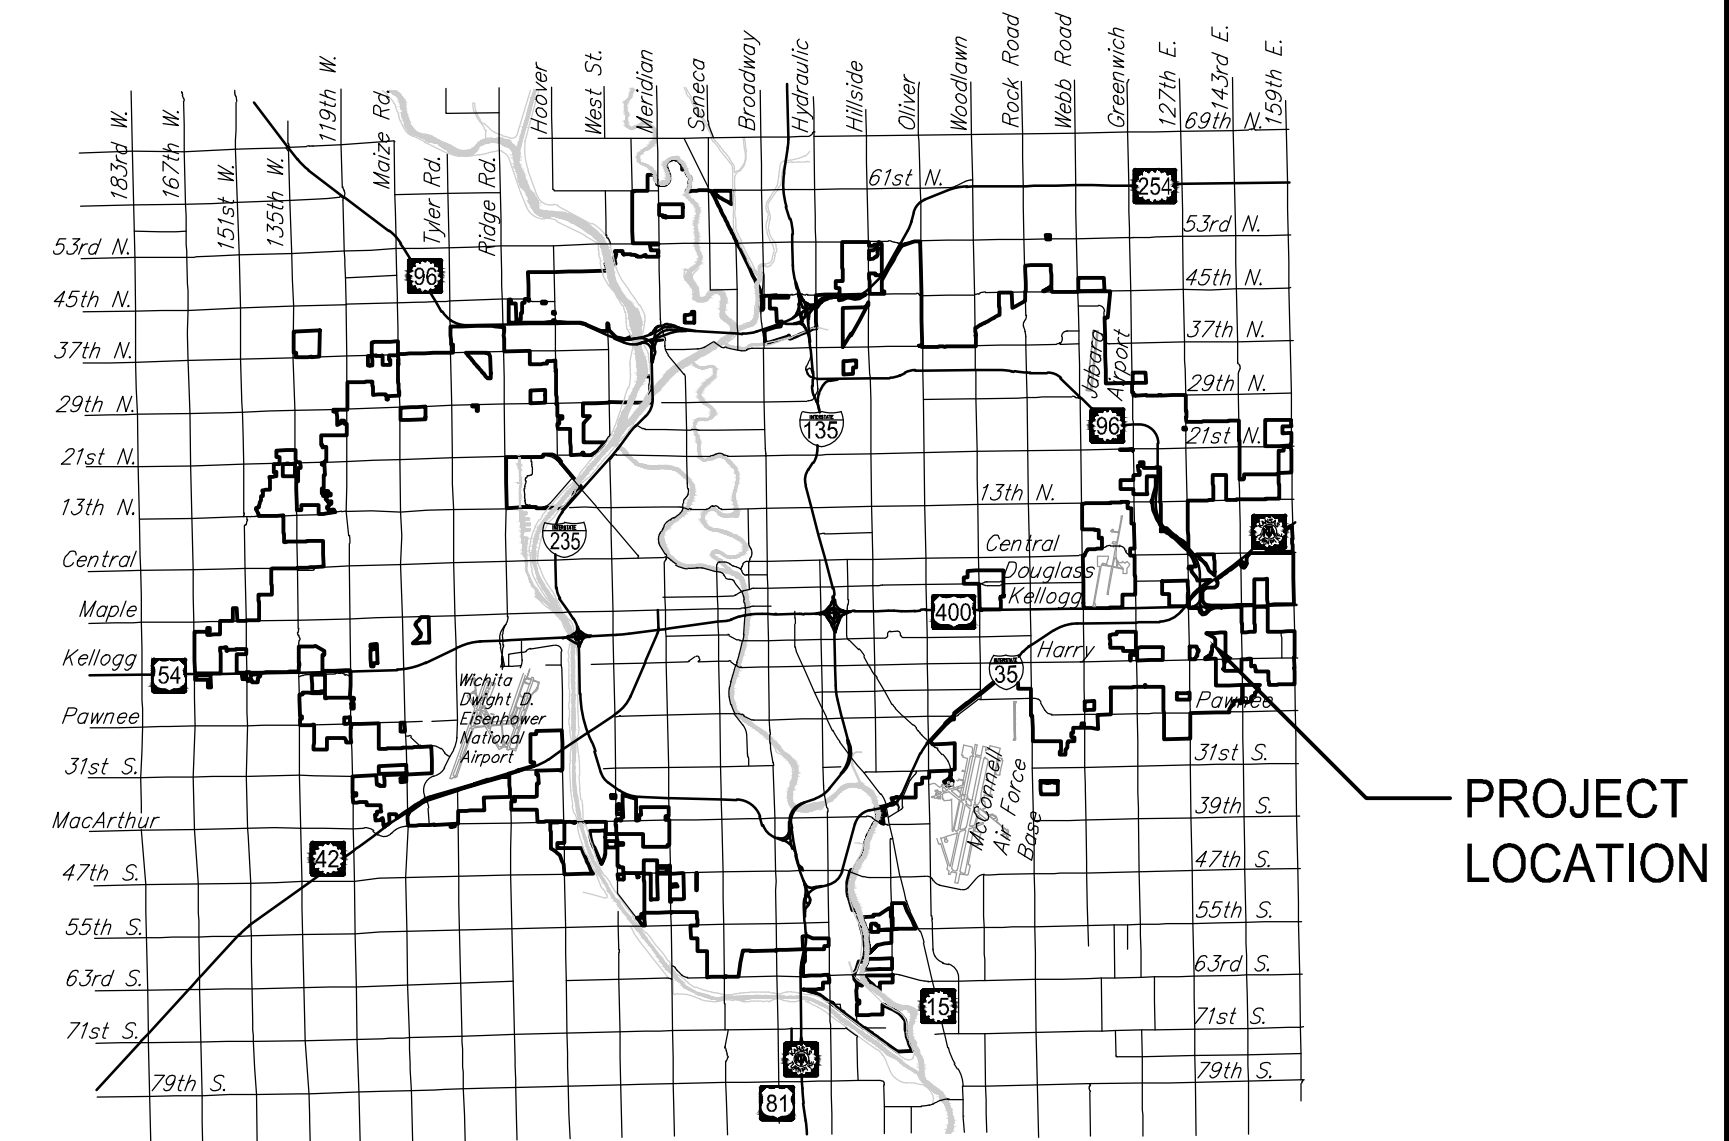 183rd W.
167th W.
151st W.
135th W.
119th W.
Maize Rd.
Tyler Rd.
Ridge Rd.
Hoover
West St.
Meridian
Seneca
Broadway
Hydraulic
Hillside
Oliver
Woodlawn
Rock Road
Webb Road
Greenwich
127th E.
143rd E.
159th E.
69th N.
61st N.
254
53rd N.
53rd N.
96
45th N.
45th N.
37th N.
37th N.
Jabara
Airport
29th N.
29th N.
INTERSTATE
135
96
21st N.
21st N.
13th N.
13th N.
INTERSTATE
235
Central
Central
Douglass
Kellogg
Maple
400
Kellogg
54
Harry
INTERSTATE
35
Wichita
Dwight D.
Eisenhower
National
Airport
Pawnee
Pawnee
31st S.
31st S.
McConnell
Air Force
Base
PROJECT
LOCATION
39th S.
MacArthur
42
47th S.
47th S.
55th S.
55th S.
63rd S.
63rd S.
15
71st S.
71st S.
79th S.
79th S.
81